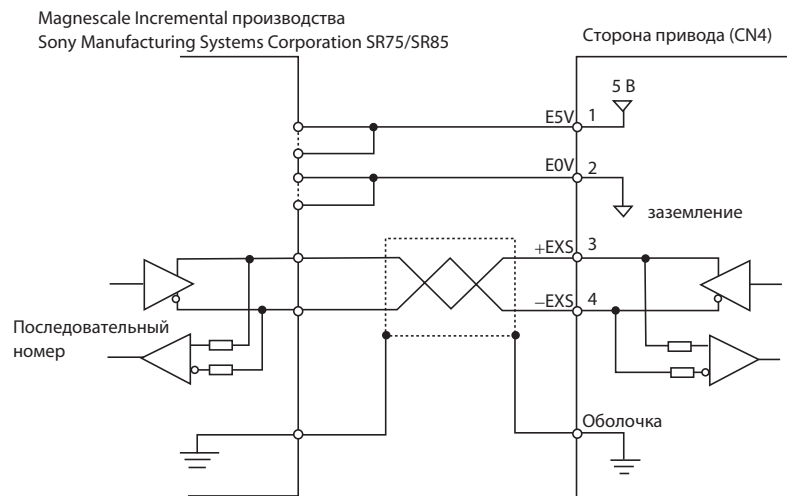 Magnescale Incremental производства
Sony Manufacturing Systems Corporation SR75/SR85
Сторона привода (CN4)
5 В
E5V 1
E0V 2
заземление
+EXS 3
−EXS 4
Последовательный
номер
Оболочка